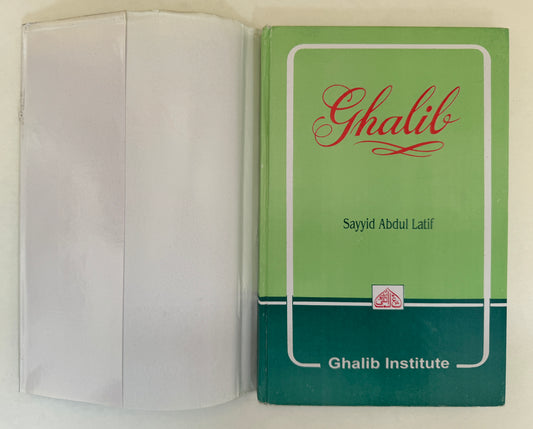 Ghalib
Sayyid Abdul Latif
Ghalib Institute